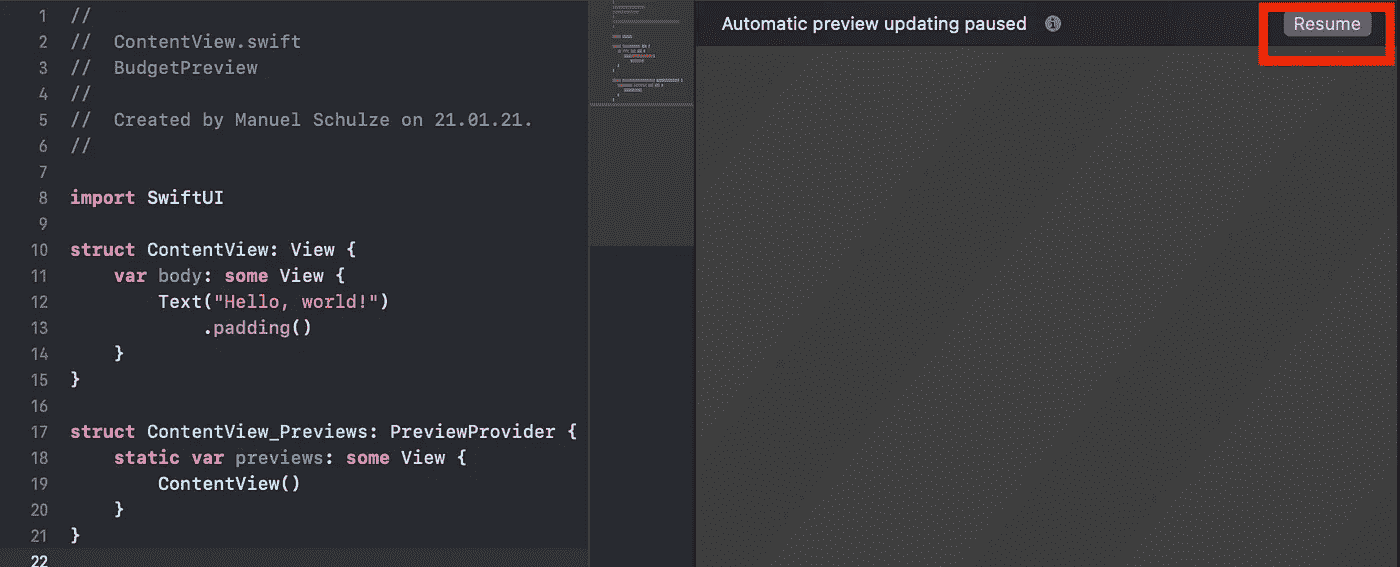 1 //
2 // ContentView.swift
3 // BudgetPreview
4 //
5 // Created by Manuel Schulze on 21.01.21.
6 //
7
8 import SwiftUI
9
10 struct ContentView: View {
11     var body: some View {
12         Text("Hello, world!")
13             .padding()
14     }
15 }
16
17 struct ContentView_Previews: PreviewProvider {
18     static var previews: some View {
19         ContentView()
20     }
21 }
22
Automatic preview updating paused
Resume